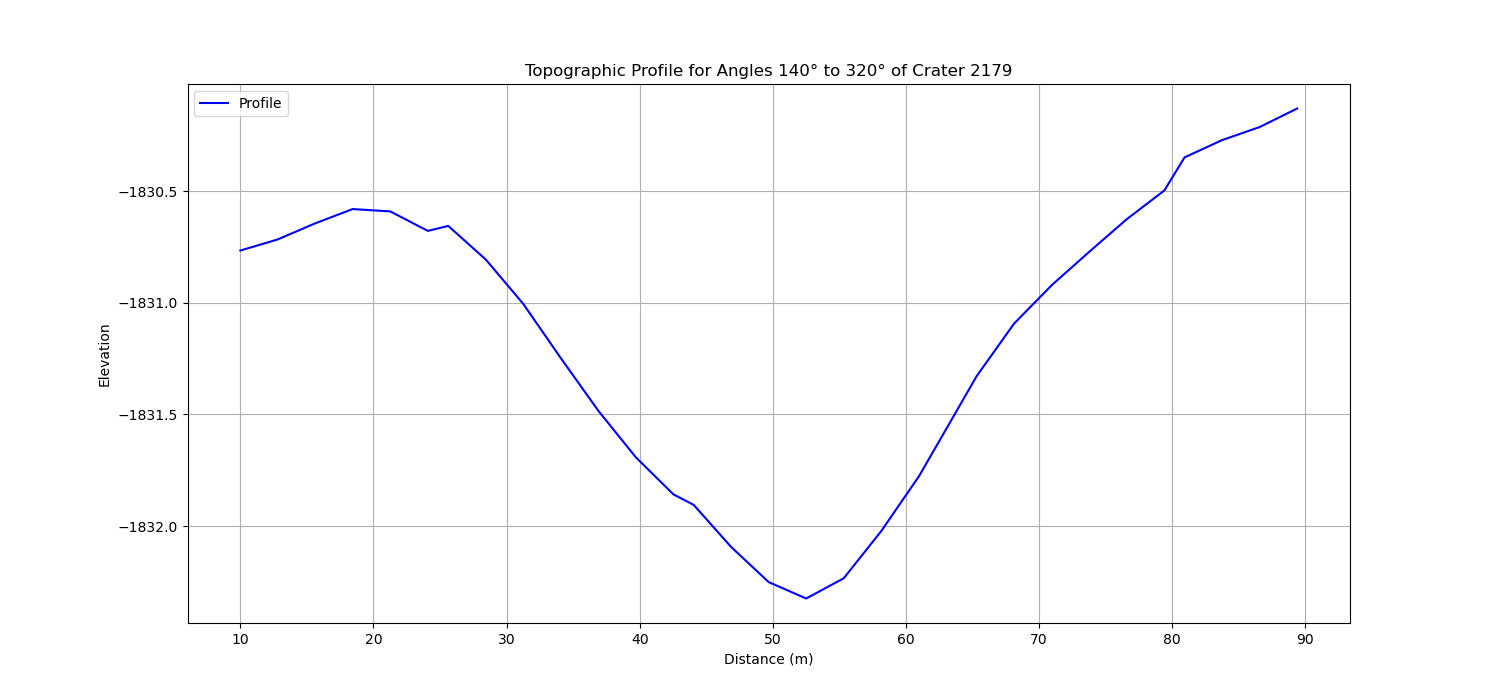 Topographic Profile for Angles 140° to 320° of Crater 2179
Profile
Elevation
−1830.5
−1831.0
−1831.5
−1832.0
10 20 30 40 50 60 70 80 90
Distance (m)